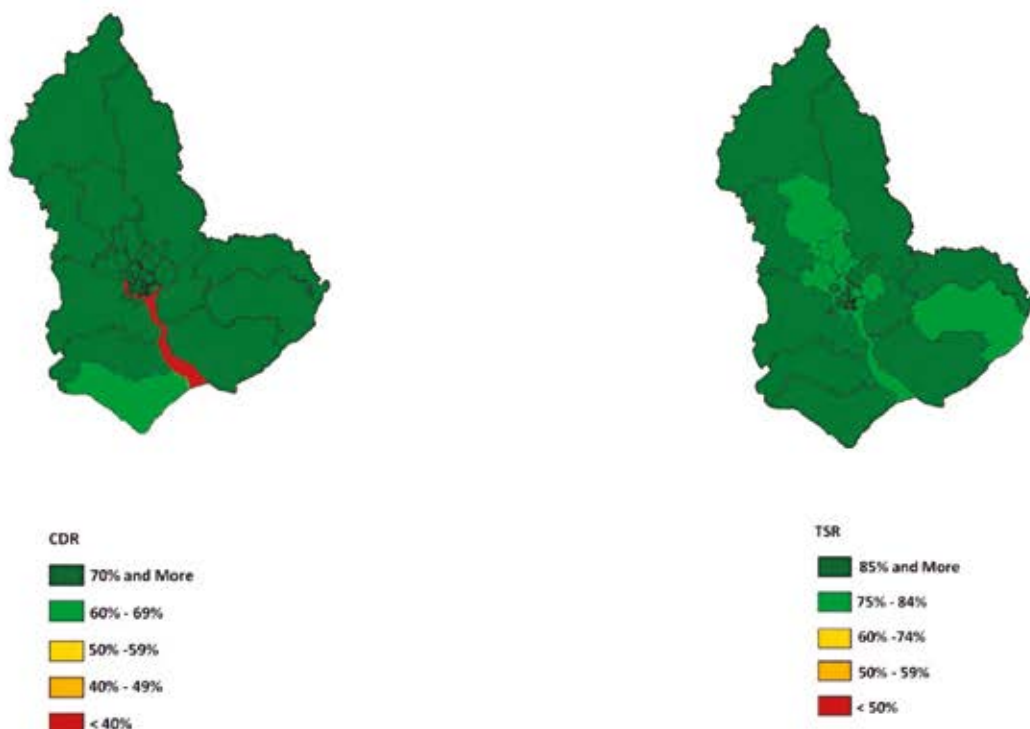 CDR
70% and More
60% - 69%
50% -59%
40% - 49%
< 40%
TSR
85% and More
75% - 84%
60% -74%
50% - 59%
< 50%